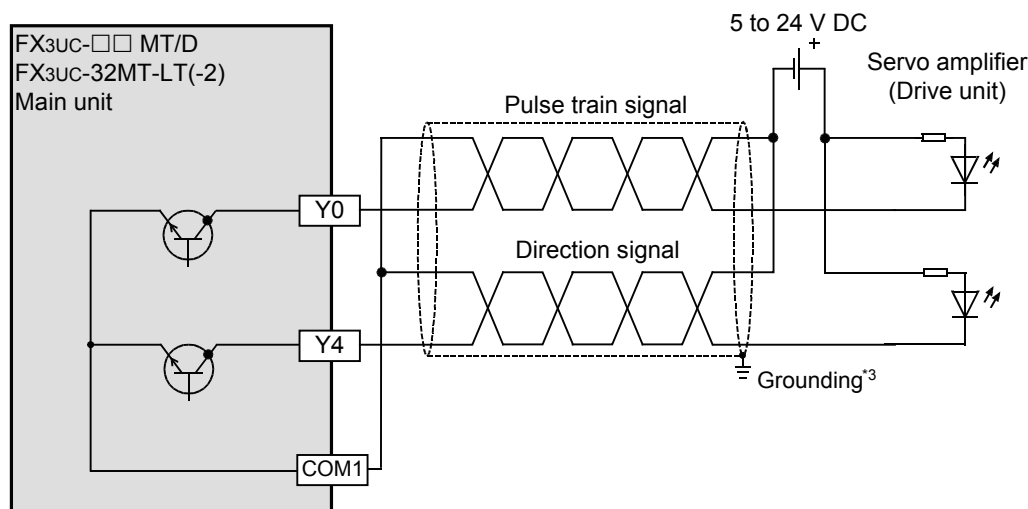 FX3UC-□□ MT/D
FX3UC-32MT-LT(-2)
Main unit
5 to 24 V DC
+
Servo amplifier
(Drive unit)
Pulse train signal
Y0
Direction signal
Y4
Grounding*3
COM1